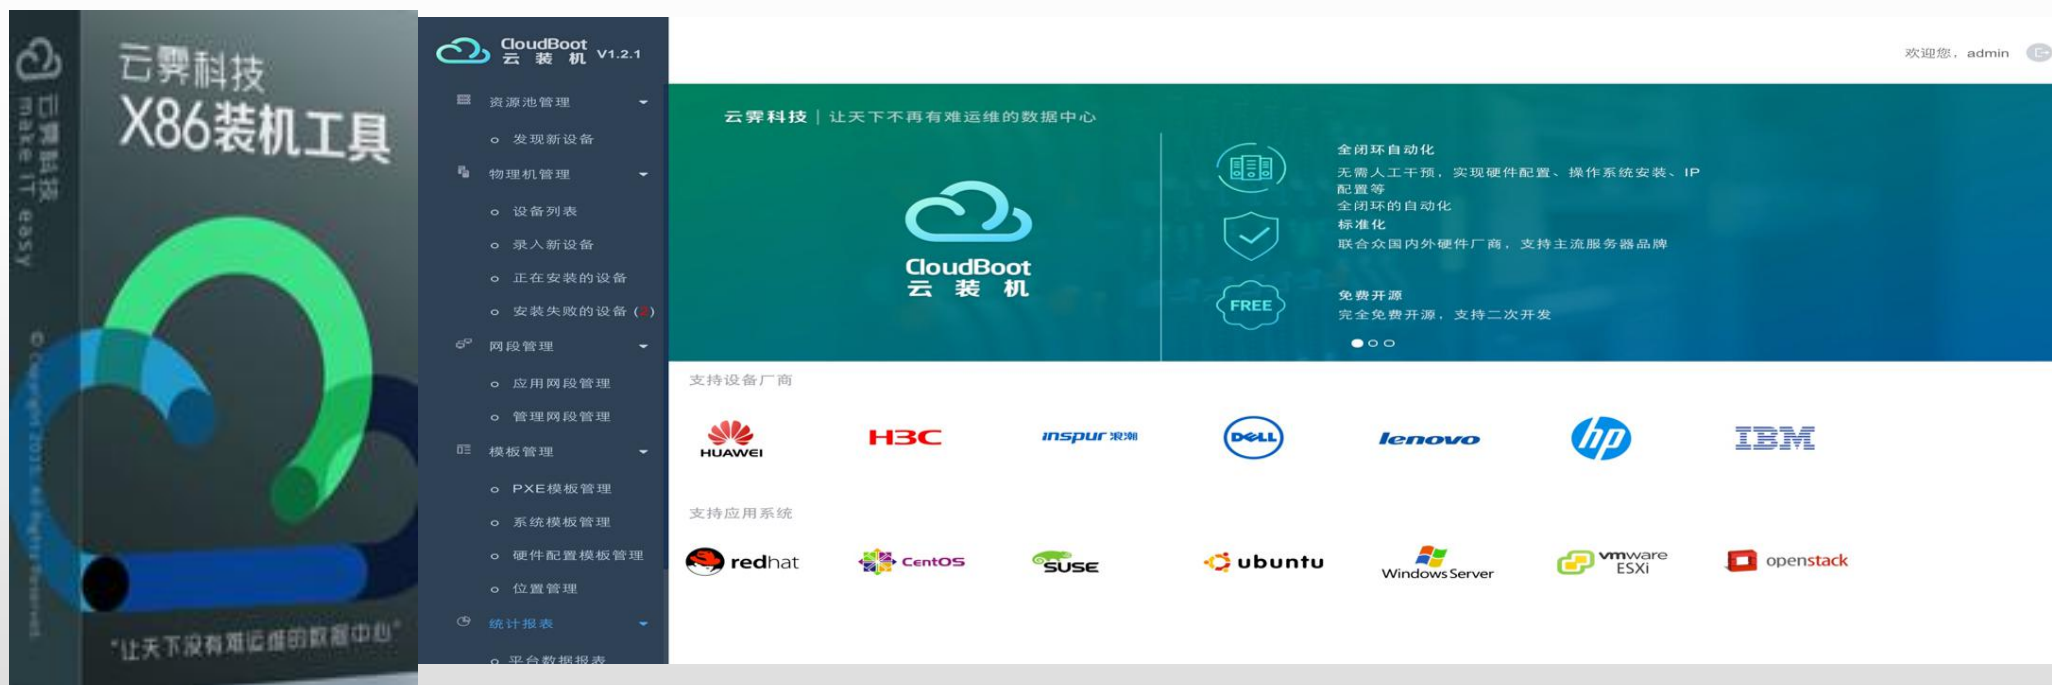 云霁科技
make IT easy
云霁科技
X86装机工具
"让天下没有难运维的数据中心"
CloudBoot
云装机 V1.2.1
资源池管理
发现新设备
物理机管理
设备列表
录入新设备
正在安装的设备
安装失败的设备 ( )
网段管理
应用网段管理
管理网段管理
模板管理
PXE模板管理
系统模板管理
硬件配置模板管理
位置管理
统计报表
平台数据报表
欢迎您, admin
云霁科技 | 让天下不再有难运维的数据中心
CloudBoot
云装机
全闭环自动化
无需人工干预, 实现硬件配置、操作系统安装、IP
配置等
全闭环的自动化
标准化
联合众国内外硬件厂商, 支持主流服务器品牌
FREE
免费开源
完全免费开源, 支持二次开发
支持设备厂商
HUAWEI
H3C
inspur 浪潮
DELL
lenovo
hp
IBM
支持应用系统
redhat
CentOS
SUSE
ubuntu
Windows Server
vmware
ESXi
openstack